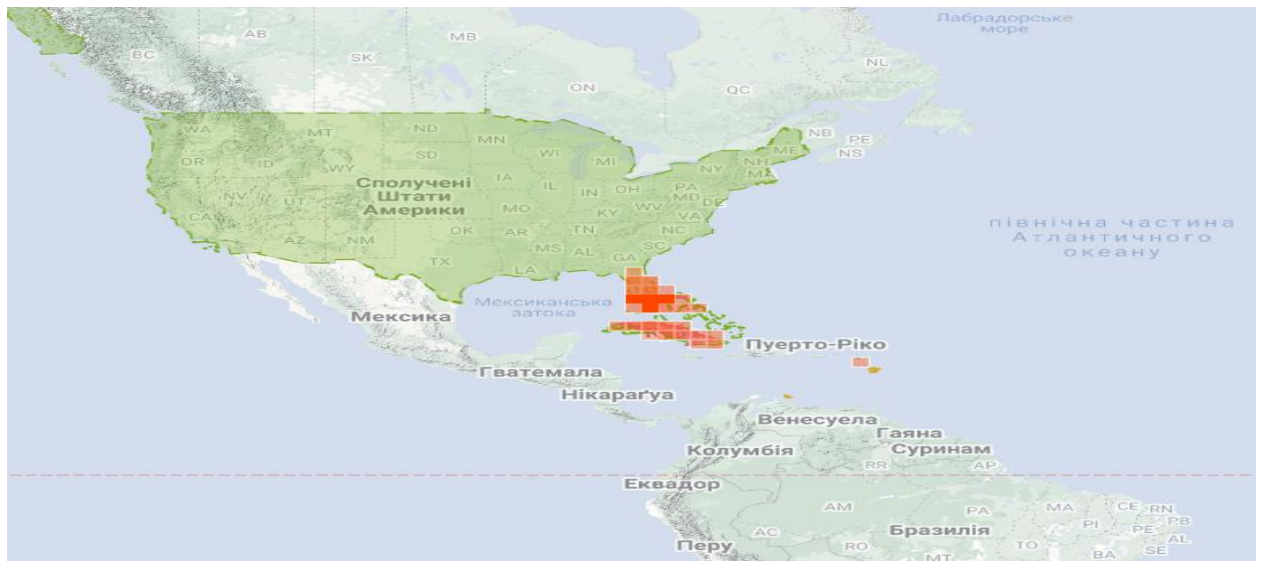 Лабрадорське
море
AB
MB
BC
SK
NL
ON
QC
WA
MT
ND
MN
NB
PE
NS
OR
ID
SD
WI
MI
ME
NY
NH
MA
WY
IA
Сполучені
Штати
Америки
NV
UT
IL
IN
OH
PA
MD
DE
CA
MO
KY
WV
VA
AZ
NM
OK
AR
TN
NC
MS
AL
SC
GA
TX
LA
північна частина
Атлантичного
океану
Мексиканська
затока
Мексика
Пуерто-Ріко
Гватемала
Нікараґуа
Венесуела
Гаяна
Колумбія
Суринам
RR
AP
Еквадор
AM
PA
MA
CE
RN
PB
PI
PE
AC
Бразилія
AL
SE
Перу
RO
TO
BA
MT